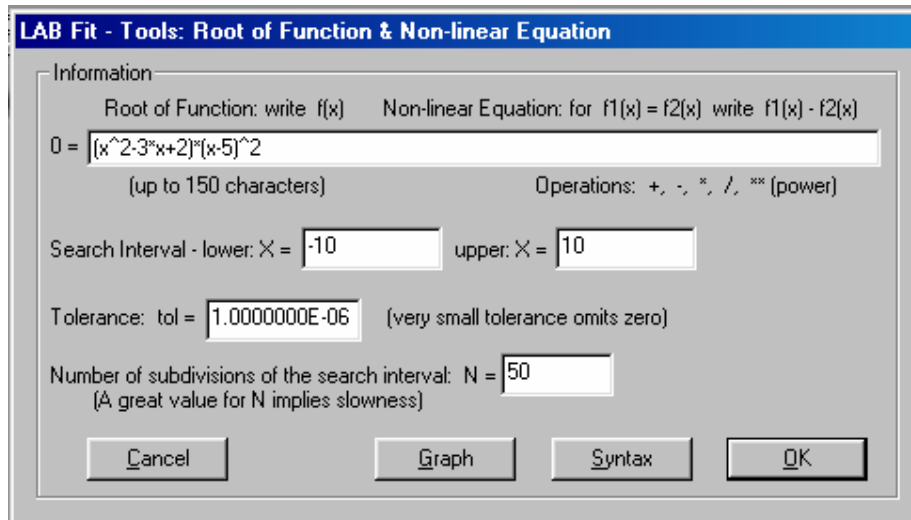 LAB Fit - Tools: Root of Function & Non-linear Equation
Information
Root of Function: write f(x) Non-linear Equation: for f1(x) = f2(x) write f1(x) - f2(x)
0 = (x^2-3*x+2)*(x-5)^2
(up to 150 characters) Operations: +, -, *, /, ** (power)
Search Interval - lower: X = -10 upper: X = 10
Tolerance: tol = 1.0000000E-06 (very small tolerance omits zero)
Number of subdivisions of the search interval: N = 50
(A great value for N implies slowness)
Cancel Graph Syntax OK